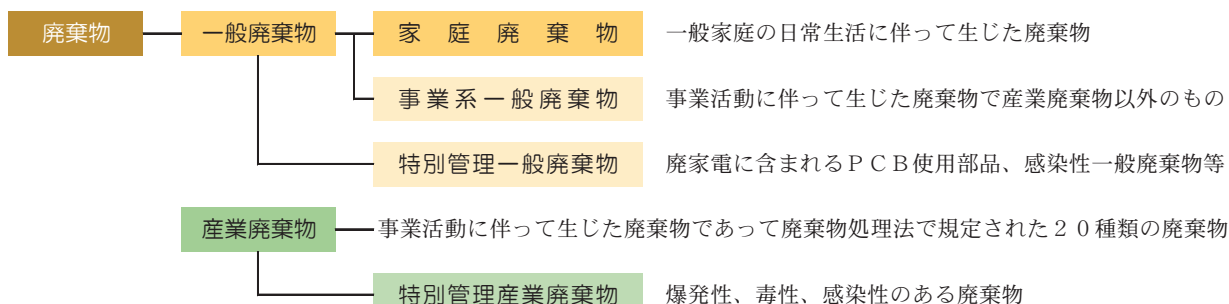 廃棄物 一般廃棄物 家庭廃棄物 一般家庭の日常生活に伴って生じた廃棄物
事業系一般廃棄物 事業活動に伴って生じた廃棄物で産業廃棄物以外のもの
特別管理一般廃棄物 廃家電に含まれるPCB使用部品、感染性一般廃棄物等
産業廃棄物 事業活動に伴って生じた廃棄物であって廃棄物処理法で規定された20種類の廃棄物
特別管理産業廃棄物 爆発性、毒性、感染性のある廃棄物